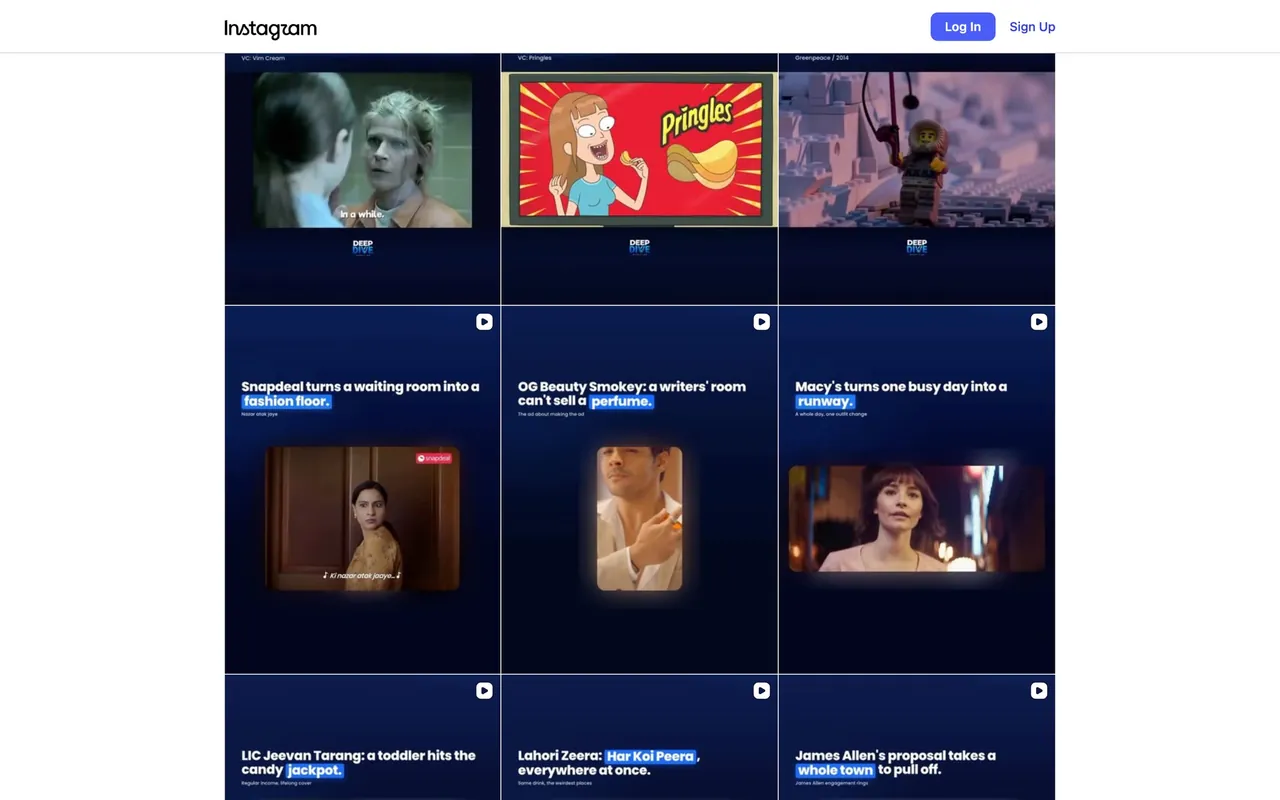 Instagram
Log In
Sign Up
VC: Vim Cream
VC: Pringles
Greenpeace / 2014
In a while.
Pringles
DEEP
DIVE
DEEP
DIVE
DEEP
DIVE
Snapdeal turns a waiting room into a
fashion floor.
Nazar atak jaye
OG Beauty Smokey: a writers' room
can't sell a perfume.
The ad about making the ad
Macy's turns one busy day into a
runway.
A whole day, one outfit change
snapdeal
♪ Ki nazar atak jaaye...♪
LIC Jeevan Tarang: a toddler hits the
candy jackpot.
Regular income, lifelong cover
Lahori Zeera: Har Koi Peera,
everywhere at once.
Same drink, the weirdest places
James Allen's proposal takes a
whole town to pull off.
James Allen engagement rings